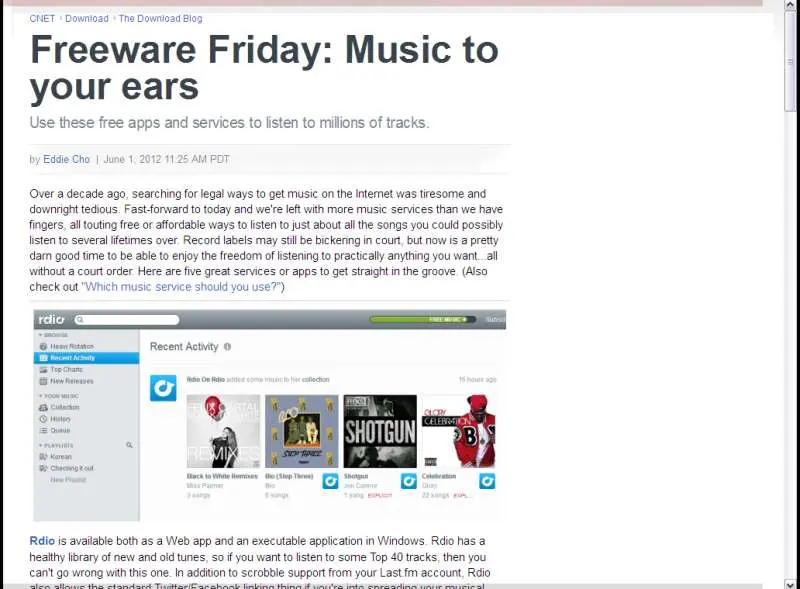 CNET › Download › The Download Blog
Freeware Friday: Music to
your ears
Use these free apps and services to listen to millions of tracks.
by Eddie Cho | June 1, 2012 11:25 AM PDT
Over a decade ago, searching for legal ways to get music on the Internet was tiresome and
downright tedious. Fast-forward to today and we're left with more music services than we have
fingers, all touting free or affordable ways to listen to just about all the songs you could possibly
listen to several lifetimes over. Record labels may still be bickering in court, but now is a pretty
darn good time to be able to enjoy the freedom of listening to practically anything you want...all
without a court order. Here are five great services or apps to get straight in the groove. (Also
check out "Which music service should you use?")
rdio
FREE MUSIC
Subsc
BROWSE
Heavy Rotation
Recent Activity
Top Charts
New Releases
YOUR MUSIC
Collection
History
Queue
PLAYLISTS
Korean
Checking it out
New Playlist
Recent Activity
Rdio On Rdio added some music to her collection
15 hours ago
REMIXES
BIO
STEP THREE
SHOTGUN
GLORY
CELEBRATION
Black to White Remixes
Miss Palmer
3 songs
Bio (Step Three)
Bio
5 songs
Shotgun
Jon Connor
1 song EXPLICIT
Celebration
Glory
22 songs EXPL...
Rdio is available both as a Web app and an executable application in Windows. Rdio has a
healthy library of new and old tunes, so if you want to listen to some Top 40 tracks, then you
can't go wrong with this one. In addition to scrobble support from your Last.fm account, Rdio
also allows the standard Twitter/Facebook linking thing if you're into spreading your musical